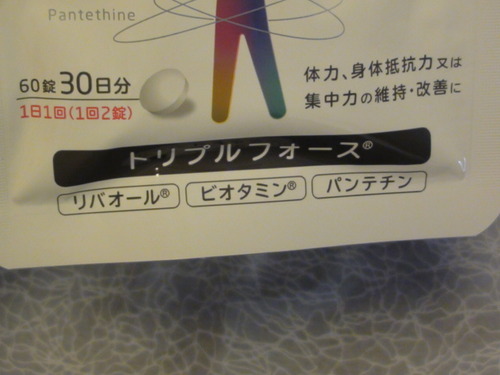 Pantethine
60錠30日分
1日1回(1回2錠)
体力、身体抵抗力又は
集中力の維持・改善に
トリプルフォース®
リバオール® ビオタミン® パンテチン